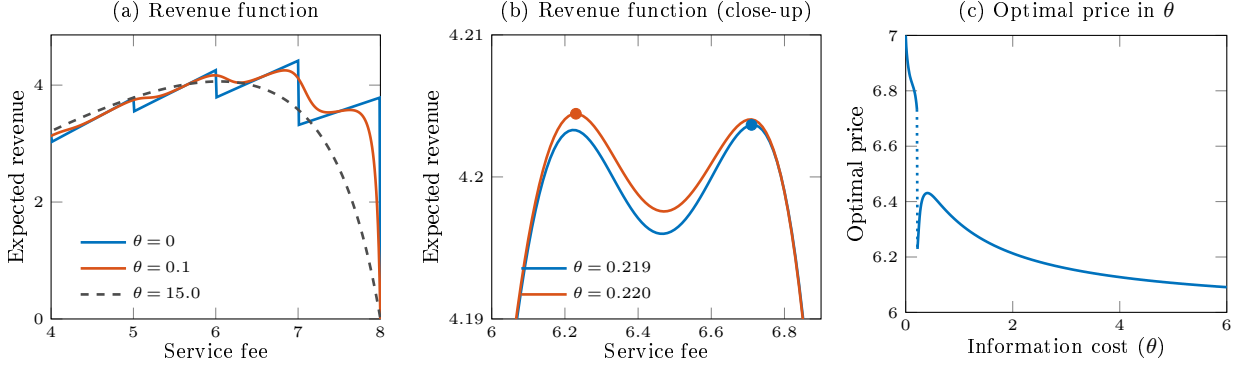 (a) Revenue function
Expected revenue
4
2
0
4
5
6
7
8
Service fee
θ = 0
θ = 0.1
θ = 15.0
(b) Revenue function (close-up)
Expected revenue
4.21
4.2
4.19
6
6.2
6.4
6.6
6.8
Service fee
θ = 0.219
θ = 0.220
(c) Optimal price in θ
Optimal price
7
6.8
6.6
6.4
6.2
6
0
2
4
6
Information cost (θ)